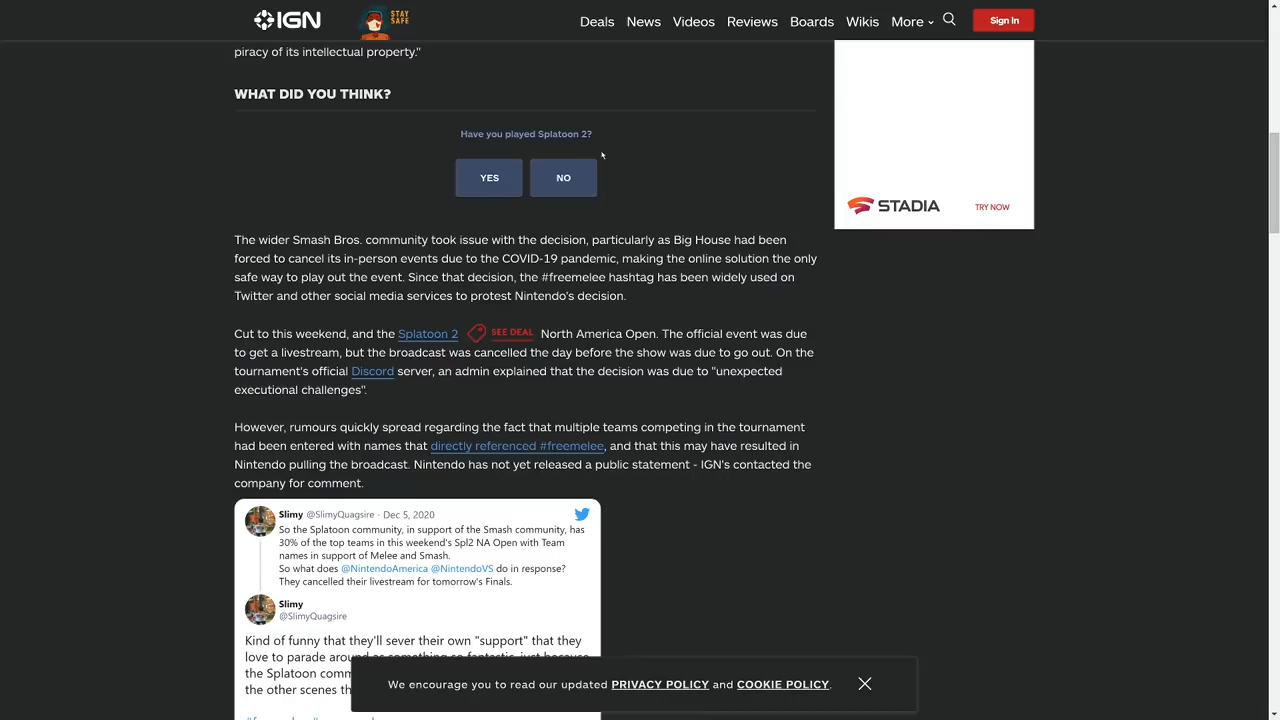 IGN
STAY
SAFE
Deals News Videos Reviews Boards Wikis More
Sign In
piracy of its intellectual property."
WHAT DID YOU THINK?
Have you played Splatoon 2?
YES NO
STADIA TRY NOW
The wider Smash Bros. community took issue with the decision, particularly as Big House had been
forced to cancel its in-person events due to the COVID-19 pandemic, making the online solution the only
safe way to play out the event. Since that decision, the #freemelee hashtag has been widely used on
Twitter and other social media services to protest Nintendo's decision.
Cut to this weekend, and the Splatoon 2 SEE DEAL North America Open. The official event was due
to get a livestream, but the broadcast was cancelled the day before the show was due to go out. On the
tournament's official Discord server, an admin explained that the decision was due to "unexpected
executional challenges".
However, rumours quickly spread regarding the fact that multiple teams competing in the tournament
had been entered with names that directly referenced #freemelee, and that this may have resulted in
Nintendo pulling the broadcast. Nintendo has not yet released a public statement - IGN's contacted the
company for comment.
Slimy @SlimyQuagsire · Dec 5, 2020
So the Splatoon community, in support of the Smash community, has
30% of the top teams in this weekend's Spl2 NA Open with Team
names in support of Melee and Smash.
So what does @NintendoAmerica @NintendoVS do in response?
They cancelled their livestream for tomorrow's Finals.
Slimy
@SlimyQuagsire
Kind of funny that they'll sever their own "support" that they
love to parade around as something so fantastic, just because
the Splatoon
the other scenes
We encourage you to read our updated PRIVACY POLICY and COOKIE POLICY.